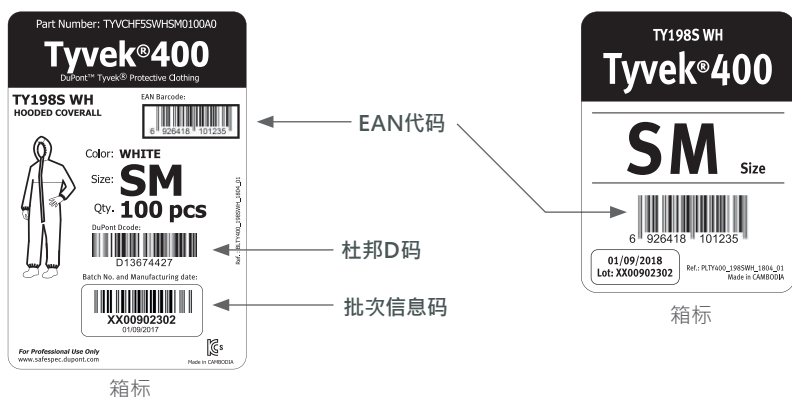 Part Number: TYVCHF5SWHSM0100A0
Tyvek®400
DuPont™ Tyvek® Protective Clothing
TY198S WH
HOODED COVERALL
EAN Barcode:
6 926418 101235
Color: WHITE
Size: SM
Qty. 100 pcs
DuPont Dcode:
D13674427
Batch No. and Manufacturing date:
XX00902302
01/09/2017
Ref.: PLTY400_198SWH_1804_01
For Professional Use Only
www.safespec.dupont.com
Made in CAMBODIA
箱标
EAN代码
杜邦D码
批次信息码
TY198S WH
Tyvek®400
SM Size
6 926418 101235
01/09/2018
Lot: XX00902302
Ref.: PLTY400_198SWH_1804_01
Made in CAMBODIA
箱标